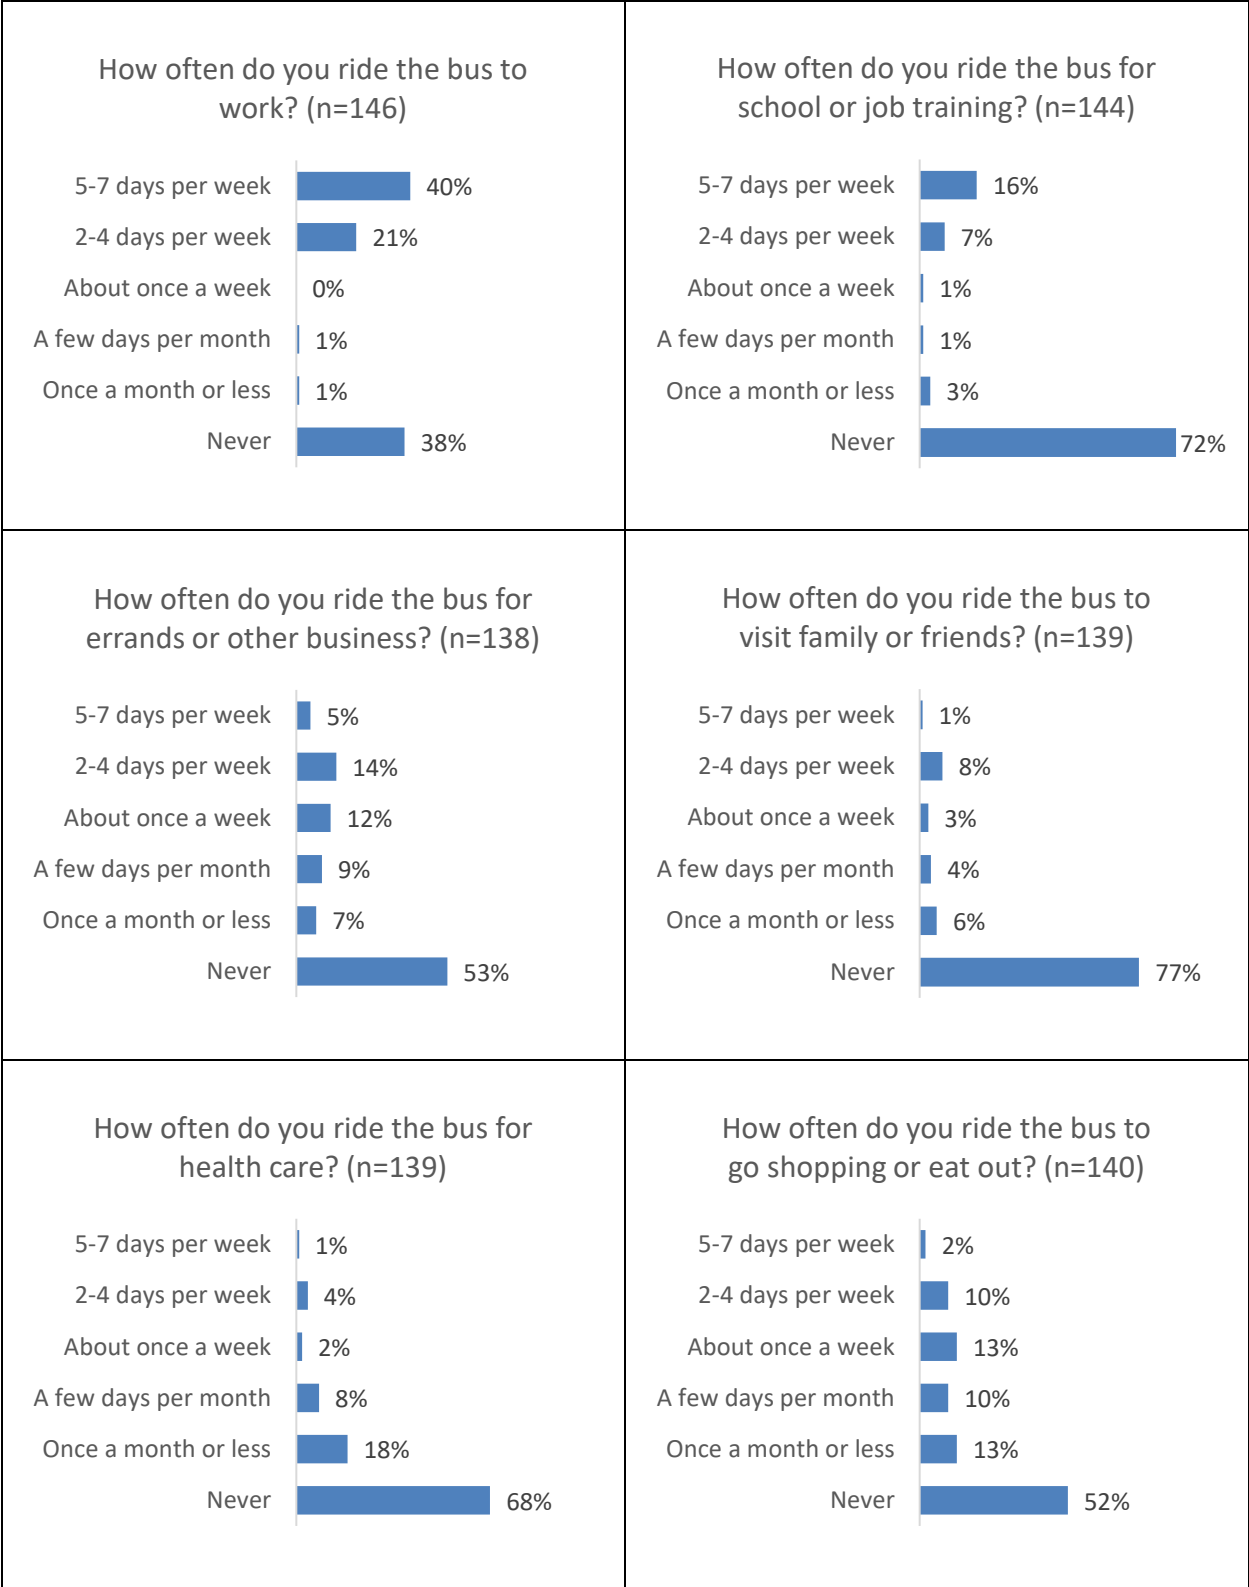 How often do you ride the bus to
work? (n=146)
5-7 days per week 40%
2-4 days per week 21%
About once a week 0%
A few days per month 1%
Once a month or less 1%
Never 38%
How often do you ride the bus for
school or job training? (n=144)
5-7 days per week 16%
2-4 days per week 7%
About once a week 1%
A few days per month 1%
Once a month or less 3%
Never 72%
How often do you ride the bus for
errands or other business? (n=138)
5-7 days per week 5%
2-4 days per week 14%
About once a week 12%
A few days per month 9%
Once a month or less 7%
Never 53%
How often do you ride the bus to
visit family or friends? (n=139)
5-7 days per week 1%
2-4 days per week 8%
About once a week 3%
A few days per month 4%
Once a month or less 6%
Never 77%
How often do you ride the bus for
health care? (n=139)
5-7 days per week 1%
2-4 days per week 4%
About once a week 2%
A few days per month 8%
Once a month or less 18%
Never 68%
How often do you ride the bus to
go shopping or eat out? (n=140)
5-7 days per week 2%
2-4 days per week 10%
About once a week 13%
A few days per month 10%
Once a month or less 13%
Never 52%